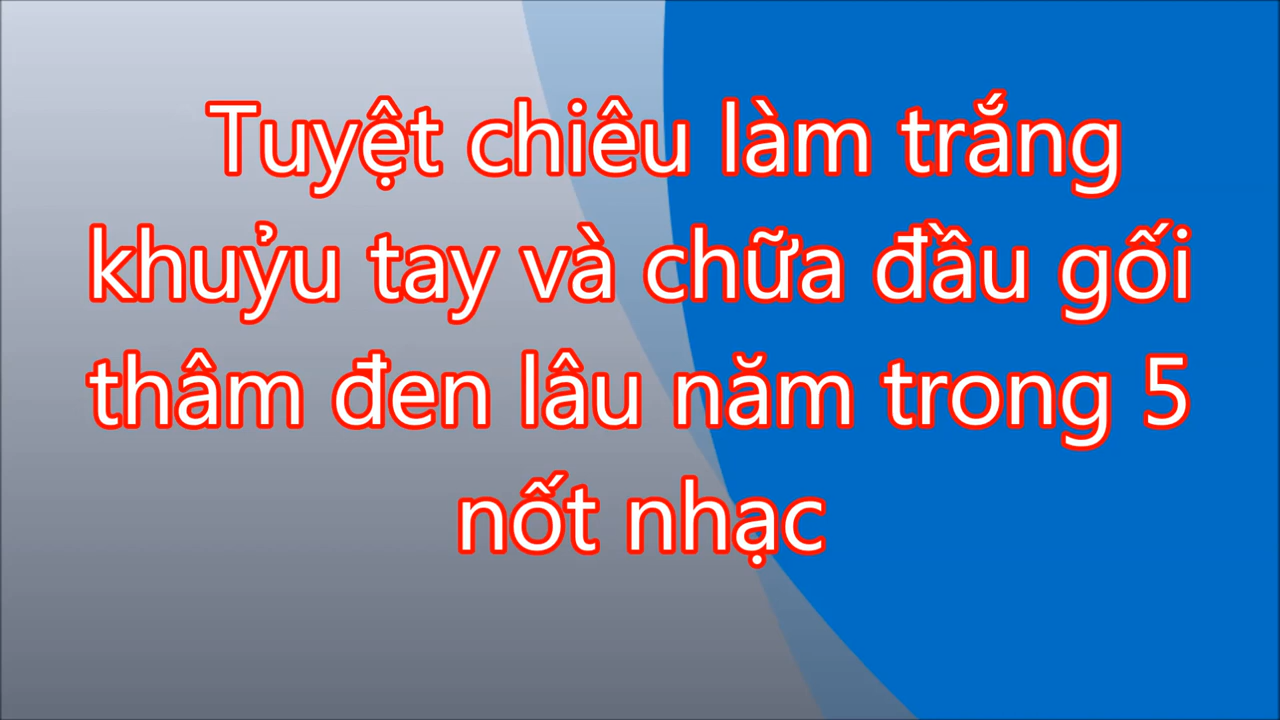 Tuyệt chiêu làm trắng
khuỷu tay và chữa đầu gối
thâm đen lâu năm trong 5
nốt nhạc